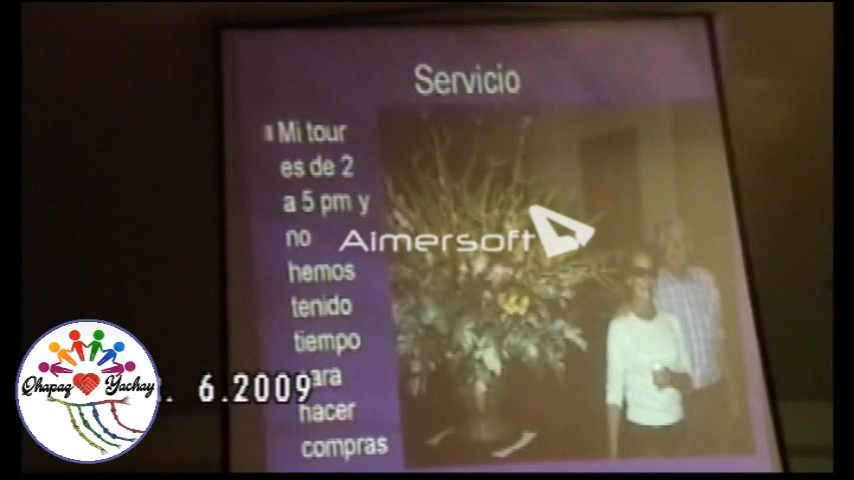 Servicio
Mi tour
es de 2
a 5 pm y
no
hemos
tenido
tiempo
ara
hacer
compras
Aimersoft
Qhapaq Yachay
. 6.2009